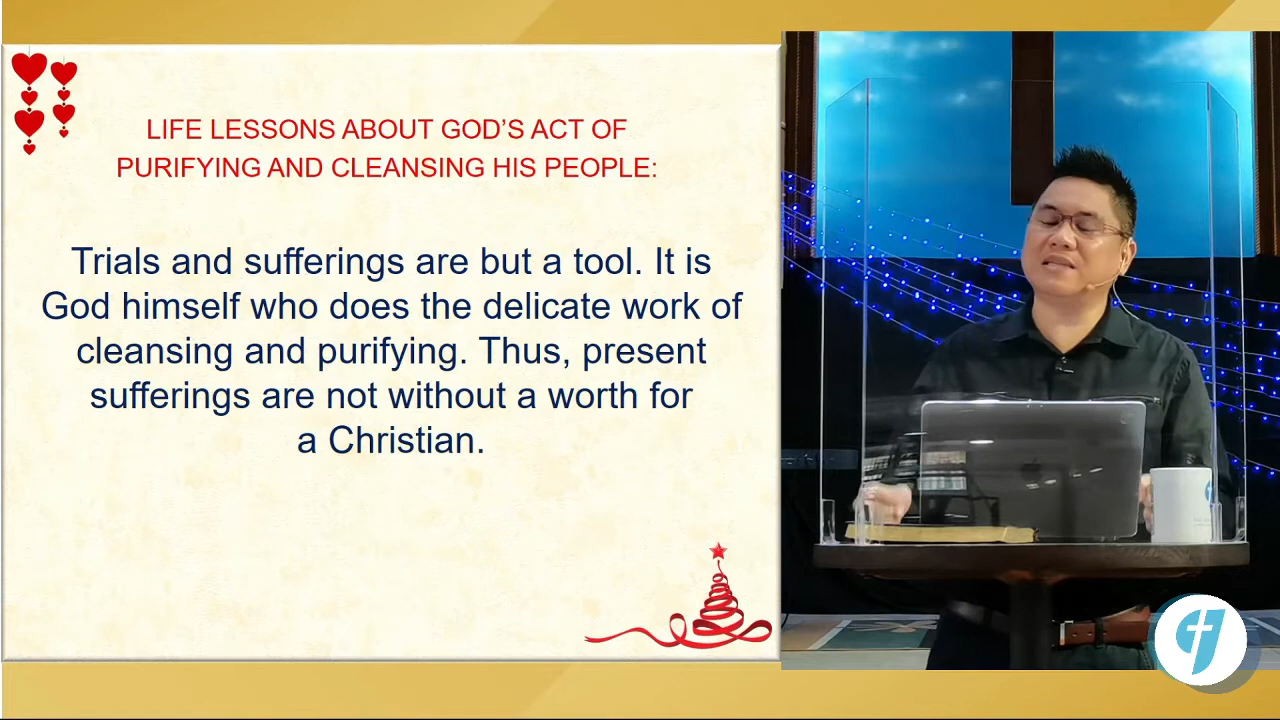 LIFE LESSONS ABOUT GOD’S ACT OF
PURIFYING AND CLEANSING HIS PEOPLE:
Trials and sufferings are but a tool. It is
God himself who does the delicate work of
cleansing and purifying. Thus, present
sufferings are not without a worth for
a Christian.